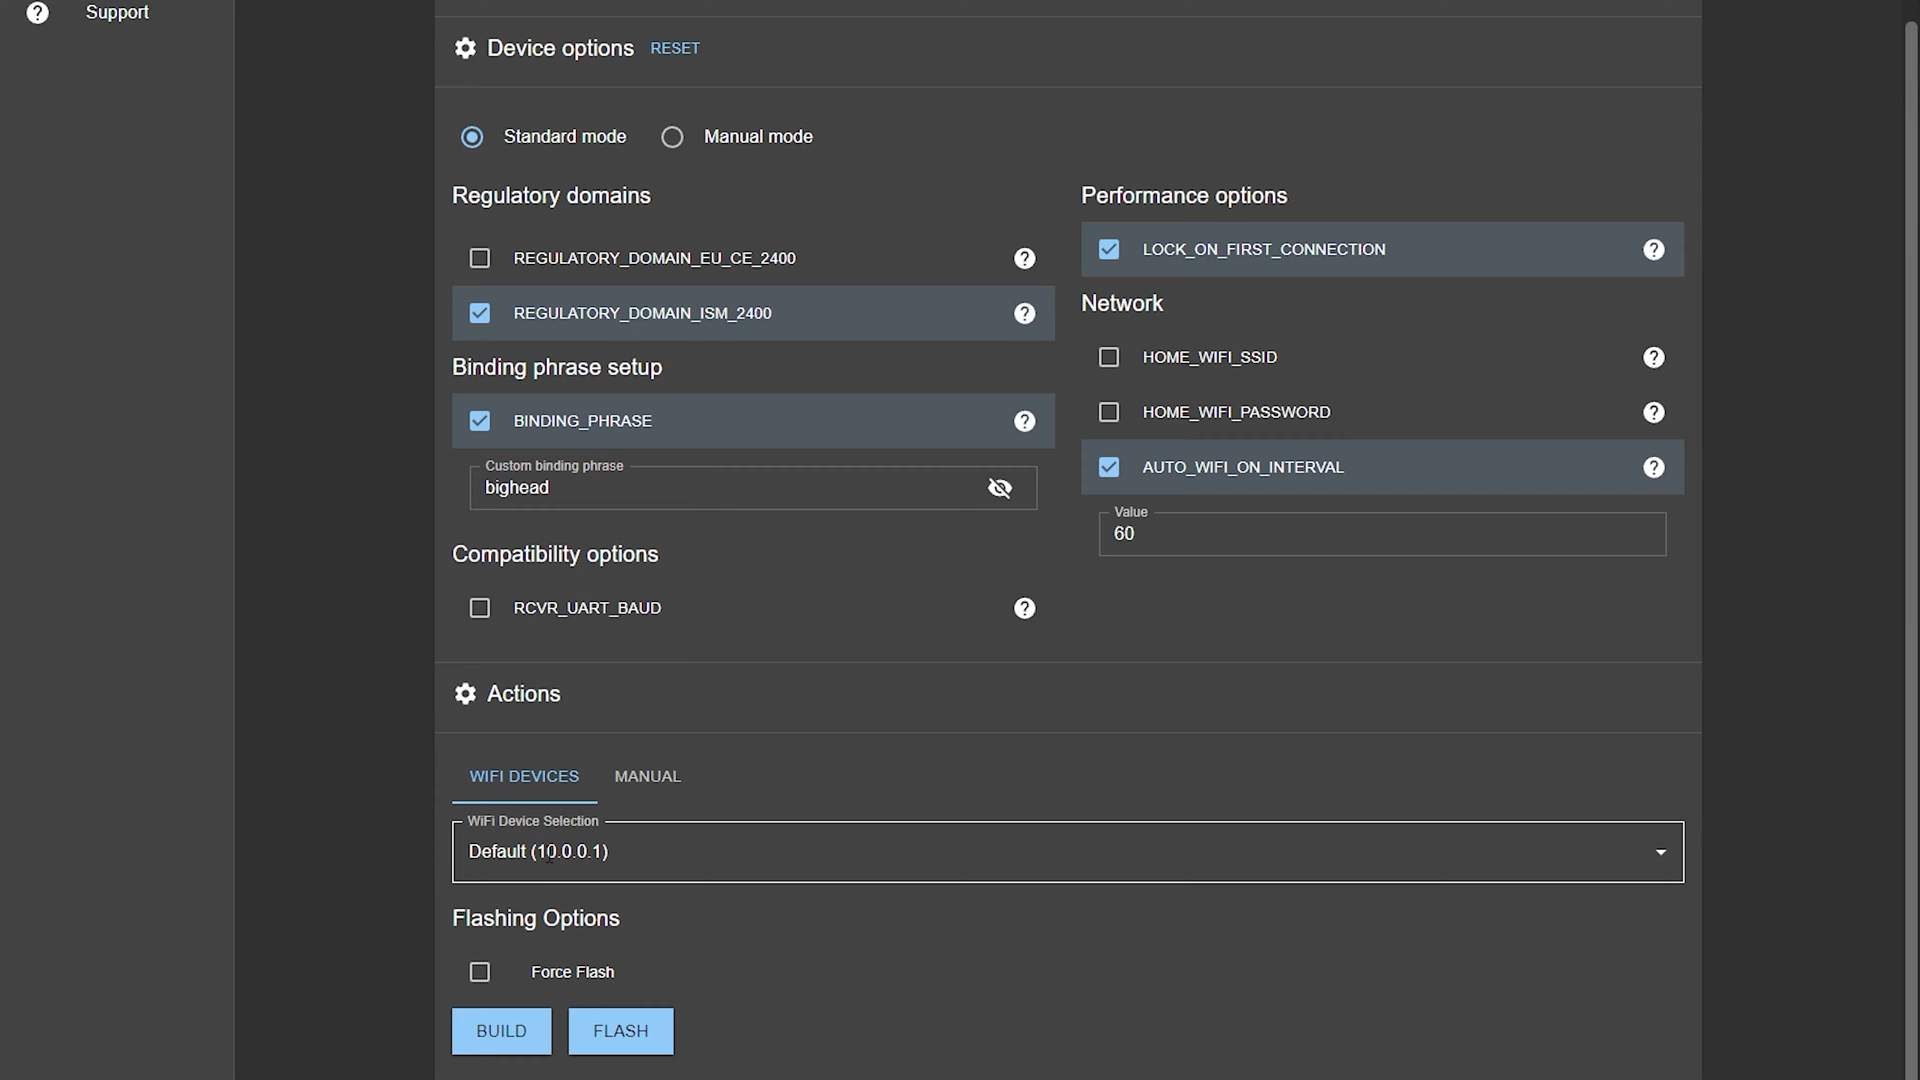 Support
Device options RESET
Standard mode Manual mode
Regulatory domains
REGULATORY_DOMAIN_EU_CE_2400
REGULATORY_DOMAIN_ISM_2400
Binding phrase setup
BINDING_PHRASE
Custom binding phrase
bighead
Compatibility options
RCVR_UART_BAUD
Performance options
LOCK_ON_FIRST_CONNECTION
Network
HOME_WIFI_SSID
HOME_WIFI_PASSWORD
AUTO_WIFI_ON_INTERVAL
Value
60
Actions
WIFI DEVICES MANUAL
WiFi Device Selection
Default (10.0.0.1)
Flashing Options
Force Flash
BUILD FLASH